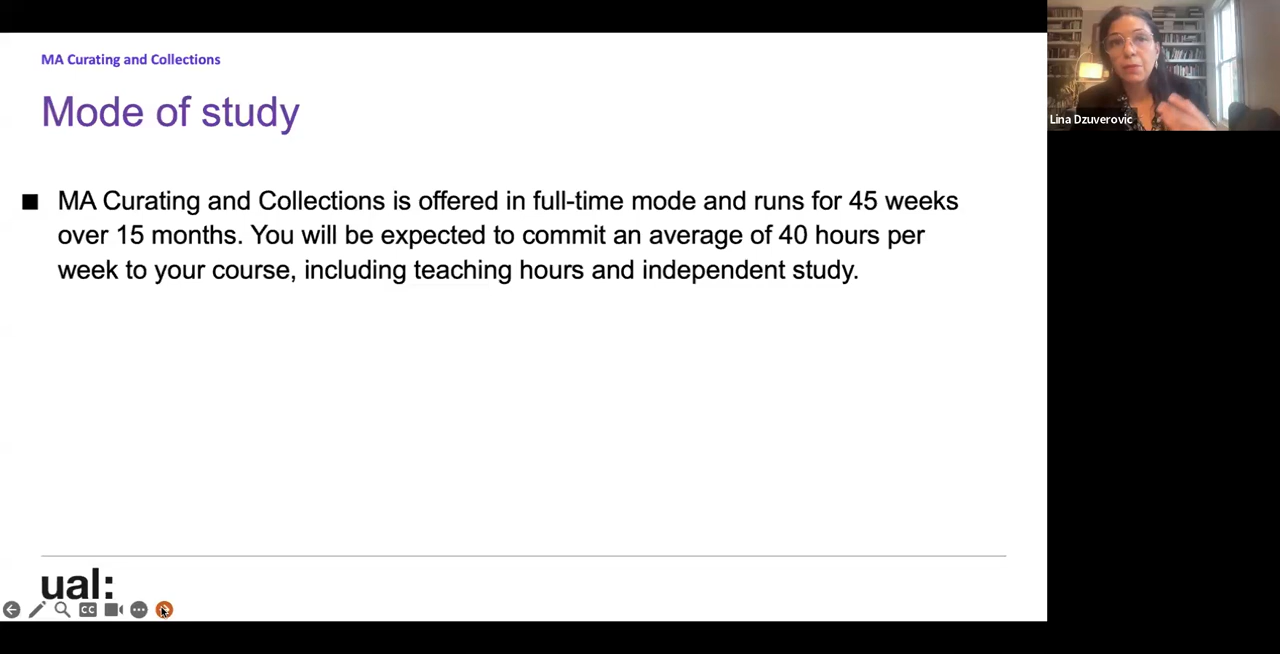 MA Curating and Collections
Mode of study
■ MA Curating and Collections is offered in full-time mode and runs for 45 weeks
over 15 months. You will be expected to commit an average of 40 hours per
week to your course, including teaching hours and independent study.
ual:
CC
Lina Dzuverovic